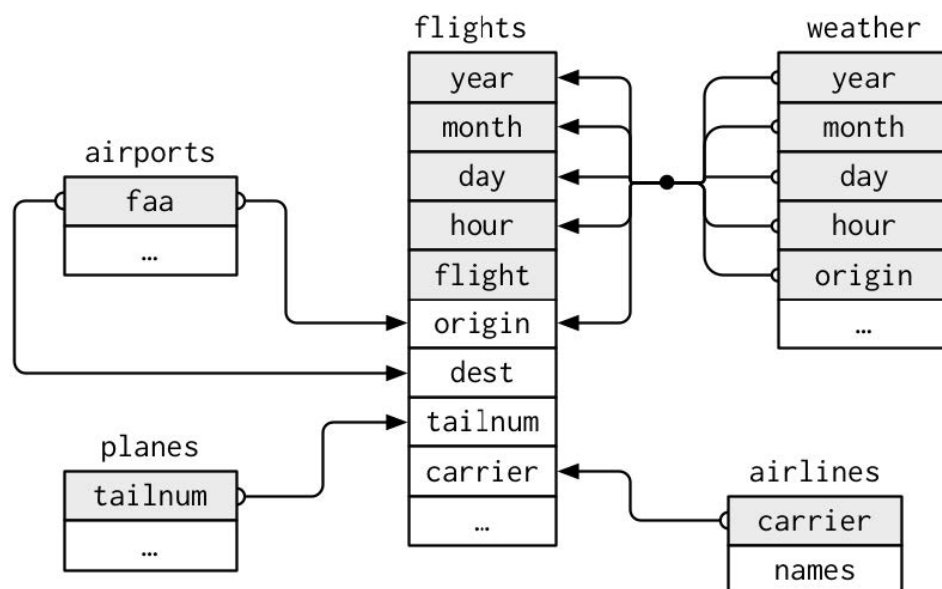 flights
year
month
day
hour
flight
origin
dest
tailnum
carrier
…
weather
year
month
day
hour
origin
…
airports
faa
…
planes
tailnum
…
airlines
carrier
names